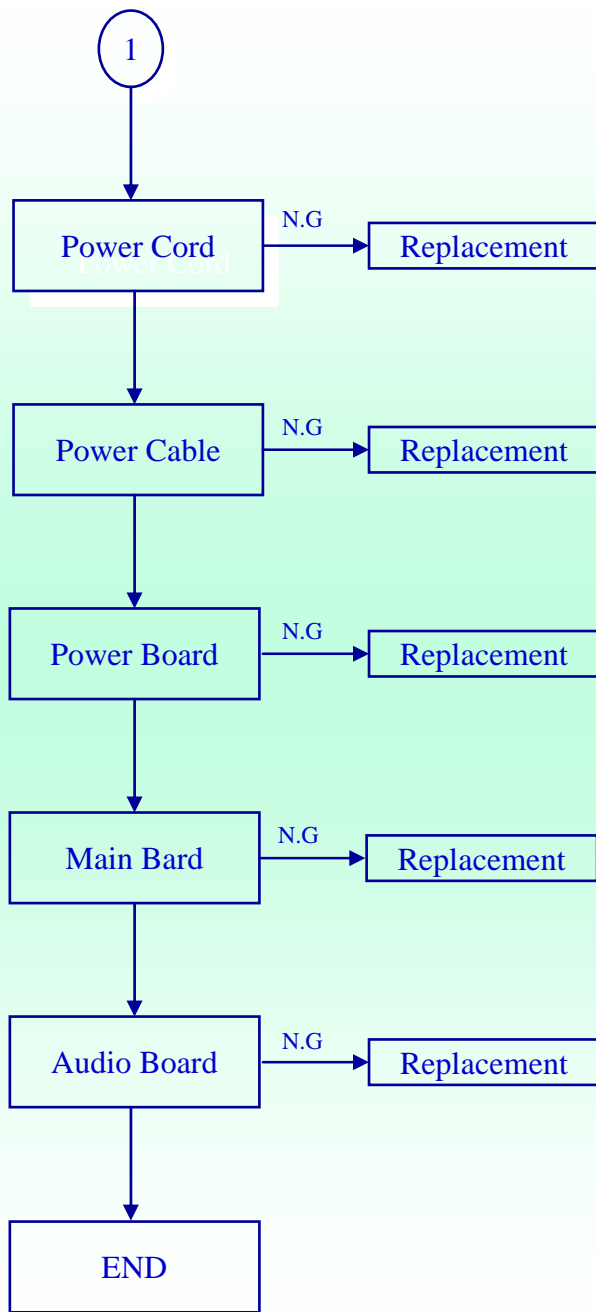 1
Power Cord
N.G
Replacement
Power Cable
N.G
Replacement
Power Board
N.G
Replacement
Main Bard
N.G
Replacement
Audio Board
N.G
Replacement
END